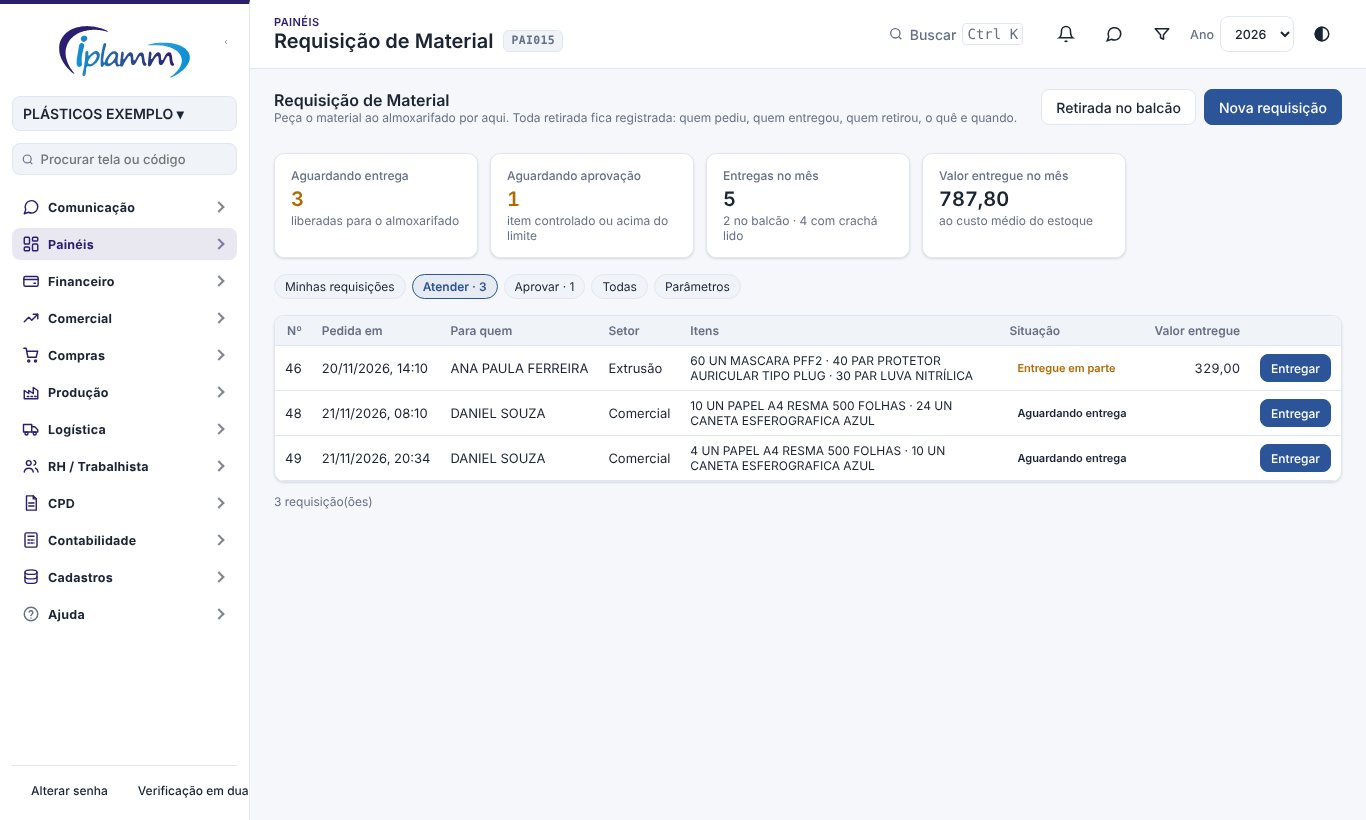 iplamm
‹
PLÁSTICOS EXEMPLO ▾
Procurar tela ou código
Comunicação
Painéis
Financeiro
Comercial
Compras
Produção
Logística
RH / Trabalhista
CPD
Contabilidade
Cadastros
Ajuda
Alterar senha
Verificação em dua
PAINÉIS
Requisição de Material PAI015
Buscar Ctrl K
Ano 2026
Requisição de Material
Peça o material ao almoxarifado por aqui. Toda retirada fica registrada: quem pediu, quem entregou, quem retirou, o quê e quando.
Retirada no balcão
Nova requisição
Aguardando entrega
3
liberadas para o almoxarifado
Aguardando aprovação
1
item controlado ou acima do
limite
Entregas no mês
5
2 no balcão · 4 com crachá
lido
Valor entregue no mês
787,80
ao custo médio do estoque
Minhas requisições
Atender · 3
Aprovar · 1
Todas
Parâmetros
Nº Pedida em Para quem Setor Itens Situação Valor entregue
46 20/11/2026, 14:10 ANA PAULA FERREIRA Extrusão 60 UN MASCARA PFF2 · 40 PAR PROTETOR
AURICULAR TIPO PLUG · 30 PAR LUVA NITRÍLICA Entregue em parte 329,00 Entregar
48 21/11/2026, 08:10 DANIEL SOUZA Comercial 10 UN PAPEL A4 RESMA 500 FOLHAS · 24 UN
CANETA ESFEROGRAFICA AZUL Aguardando entrega Entregar
49 21/11/2026, 20:34 DANIEL SOUZA Comercial 4 UN PAPEL A4 RESMA 500 FOLHAS · 10 UN
CANETA ESFEROGRAFICA AZUL Aguardando entrega Entregar
3 requisição(ões)